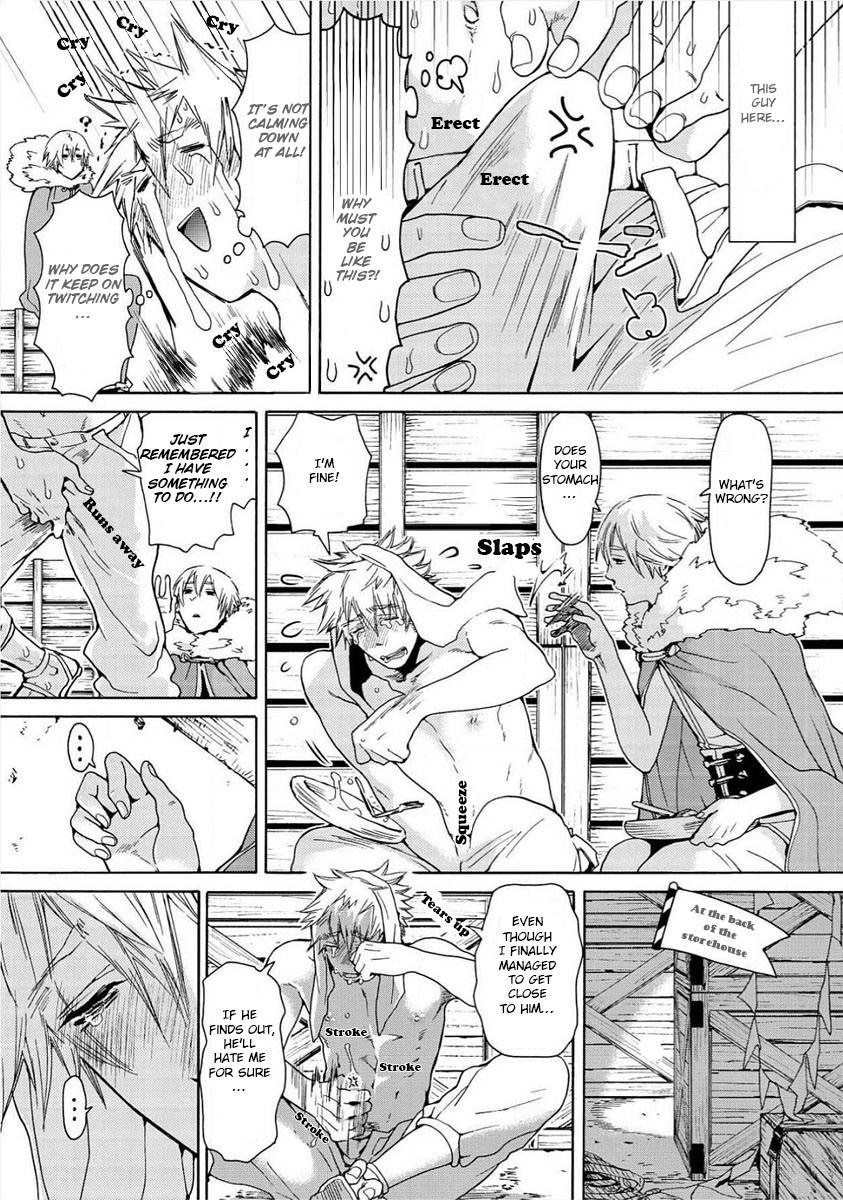 THIS
GUY
HERE...
Erect
Erect
WHY
MUST
YOU
BE
LIKE
THIS?!
IT'S NOT
CALMING
DOWN
AT ALL!
Cry
Cry
Cry
Cry
?
WHY DOES
IT KEEP ON
TWITCHING
...
Cry
Cry
WHAT'S
WRONG?
DOES
YOUR
STOMACH
...
Slaps
I'M
FINE!
Squeeze
I...
JUST
REMEMBERED
I HAVE
SOMETHING
TO DO...!!
Runs away
...
At the back
of the
storehouse
EVEN
THOUGH
I FINALLY
MANAGED
TO GET
CLOSE
TO HIM...
Tears up
Stroke
Stroke
Stroke
IF HE
FINDS OUT,
HE'LL
HATE ME
FOR SURE
...
...